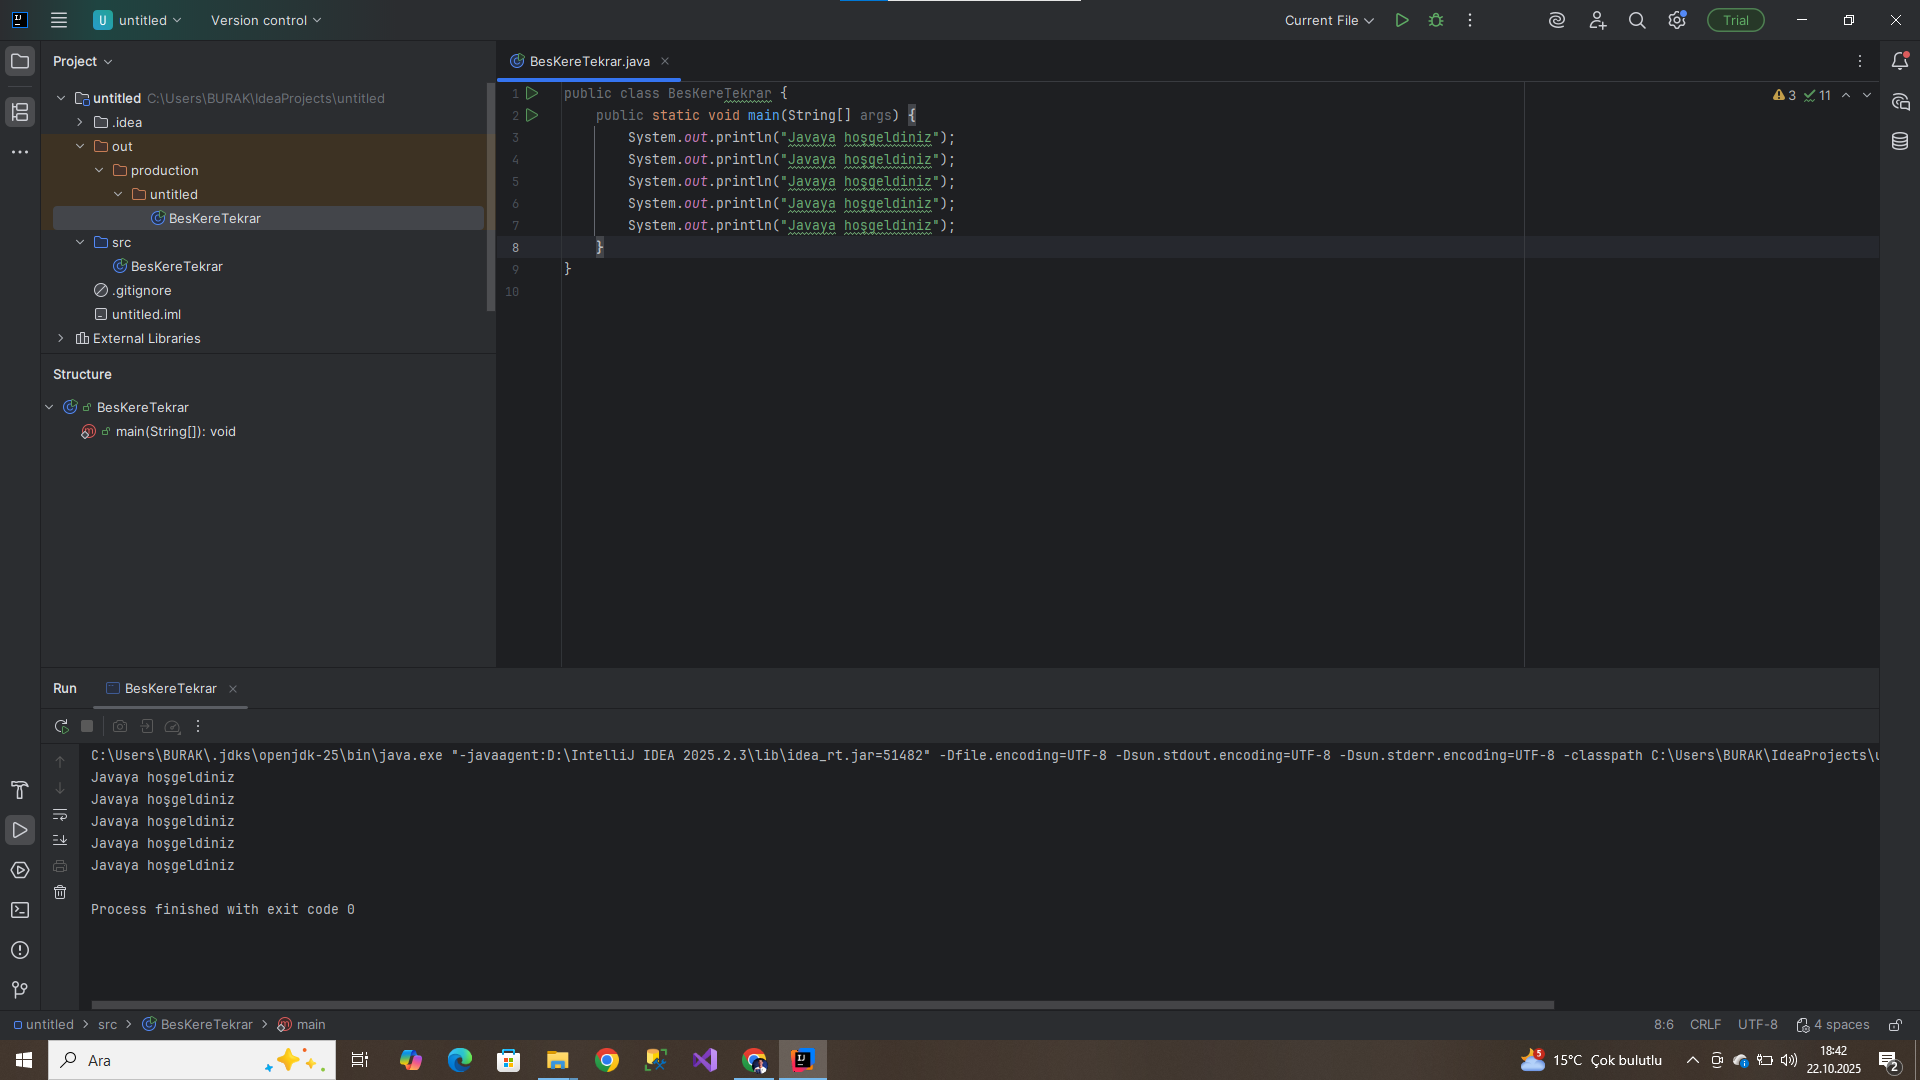 U untitled Version control Current File Trial
Project
BesKereTekrar.java
untitled C:\Users\BURAK\IdeaProjects\untitled
.idea
out
production
untitled
BesKereTekrar
src
BesKereTekrar
.gitignore
untitled.iml
External Libraries
Structure
BesKereTekrar
main(String[]): void
1 public class BesKereTekrar {
2 public static void main(String[] args) {
3 System.out.println("Javaya hoşgeldiniz");
4 System.out.println("Javaya hoşgeldiniz");
5 System.out.println("Javaya hoşgeldiniz");
6 System.out.println("Javaya hoşgeldiniz");
7 System.out.println("Javaya hoşgeldiniz");
8 }
9 }
10
3 11
Run BesKereTekrar
C:\Users\BURAK\.jdks\openjdk-25\bin\java.exe "-javaagent:D:\IntelliJ IDEA 2025.2.3\lib\idea_rt.jar=51482" -Dfile.encoding=UTF-8 -Dsun.stdout.encoding=UTF-8 -Dsun.stderr.encoding=UTF-8 -classpath C:\Users\BURAK\IdeaProjects\
Javaya hoşgeldiniz
Javaya hoşgeldiniz
Javaya hoşgeldiniz
Javaya hoşgeldiniz
Javaya hoşgeldiniz
Process finished with exit code 0
untitled src BesKereTekrar main 8:6 CRLF UTF-8 4 spaces
Ara 5 15°C Çok bulutlu 18:42
22.10.2025 2